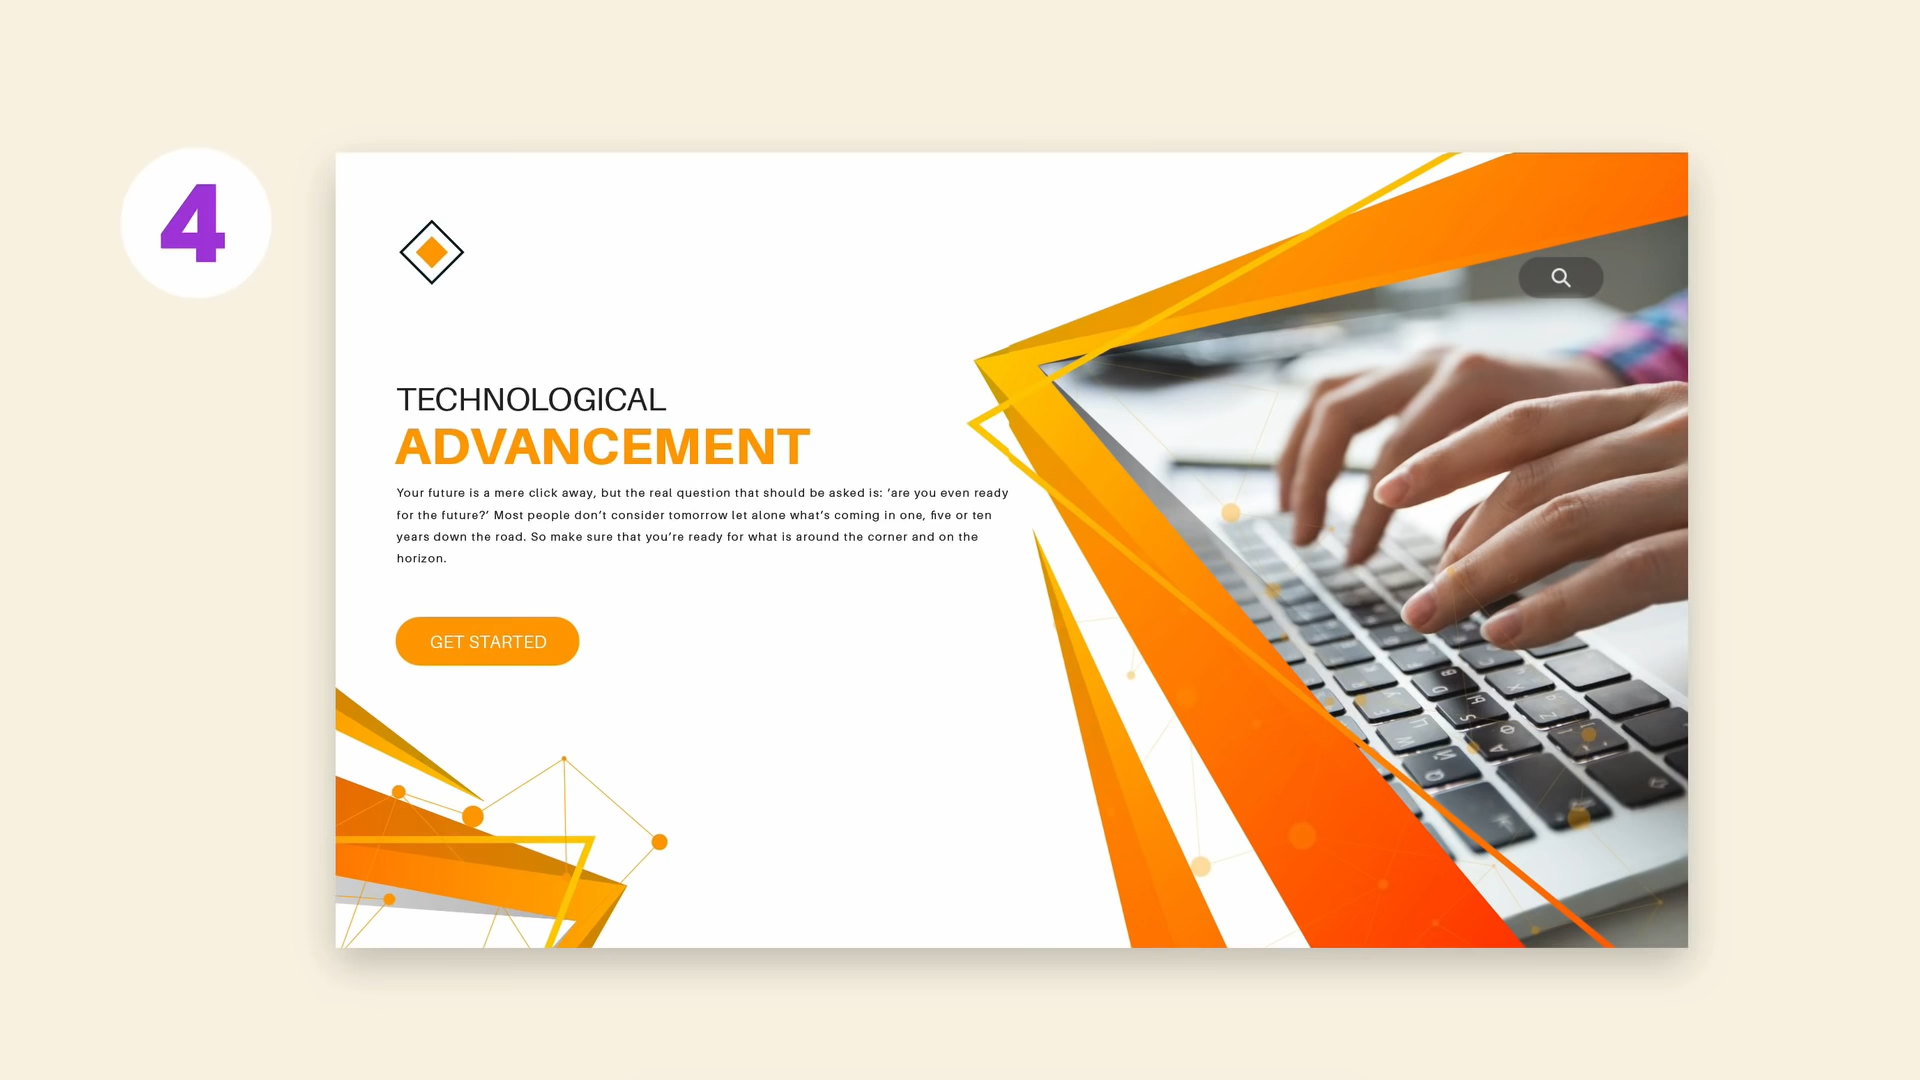 4
TECHNOLOGICAL
ADVANCEMENT
Your future is a mere click away, but the real question that should be asked is: ‘are you even ready
for the future?’ Most people don’t consider tomorrow let alone what’s coming in one, five or ten
years down the road. So make sure that you’re ready for what is around the corner and on the
horizon.
GET STARTED